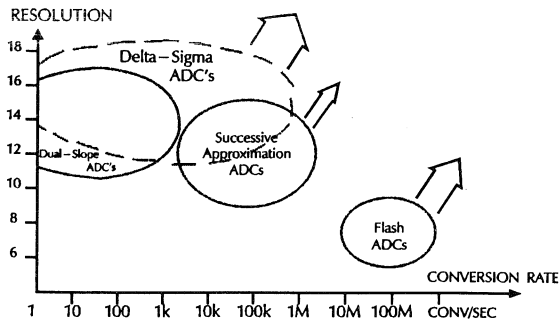 RESOLUTION
18
16
14
12
10
8
6
Delta–Sigma
ADC's
Dual–Slope
ADC's
Successive
Approximation
ADCs
Flash
ADCs
CONVERSION RATE
1 10 100 1k 10k 100k 1M 10M 100M CONV/SEC